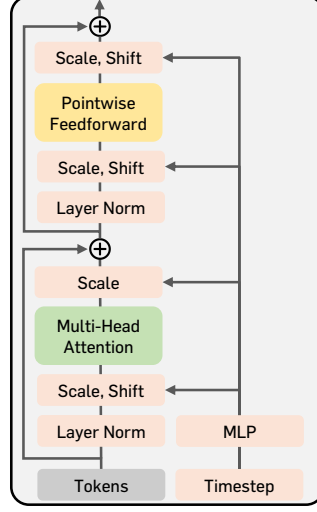 Scale, Shift
Pointwise
Feedforward
Scale, Shift
Layer Norm
Scale
Multi-Head
Attention
Scale, Shift
Layer Norm
MLP
Tokens
Timestep